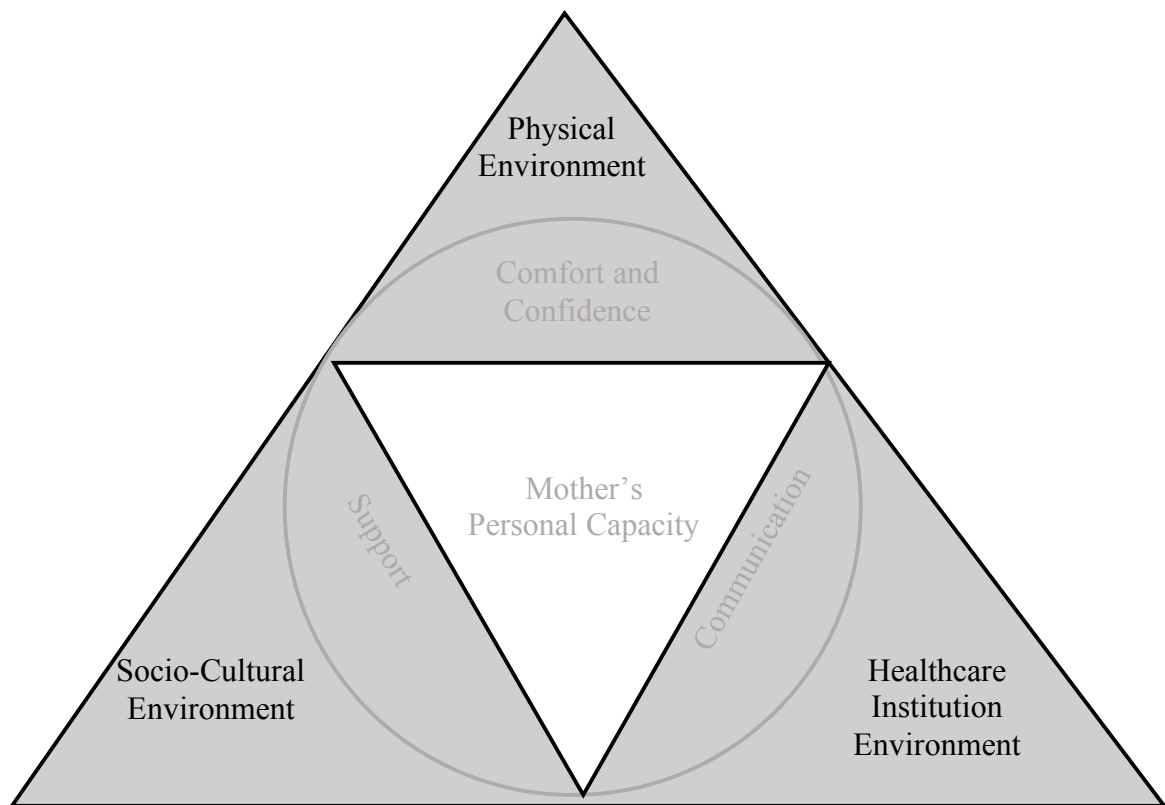 Physical
Environment
Comfort and
Confidence
Mother’s
Personal Capacity
Support
Communication
Socio-Cultural
Environment
Healthcare
Institution
Environment